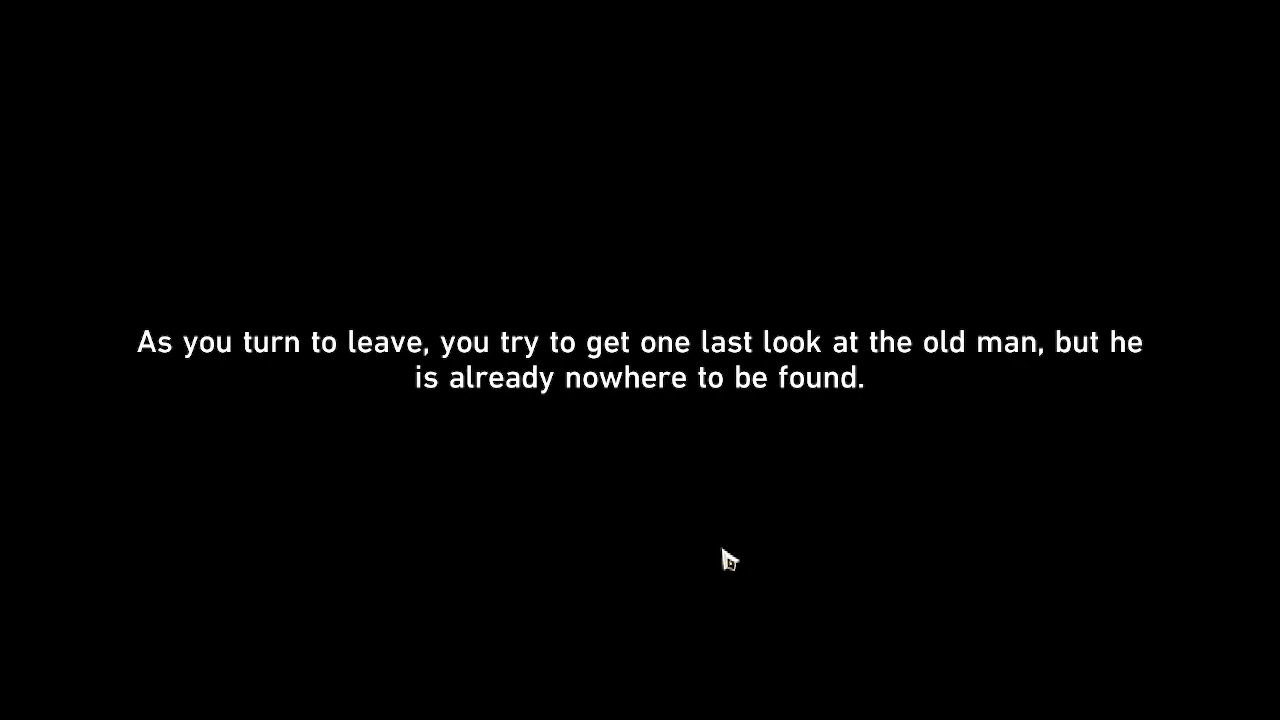 As you turn to leave, you try to get one last look at the old man, but he
is already nowhere to be found.